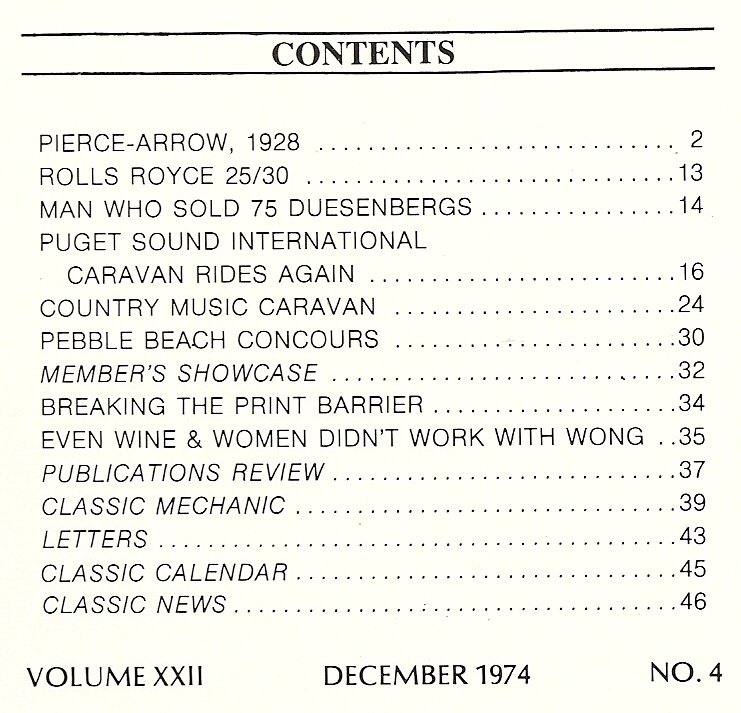 CONTENTS
PIERCE-ARROW, 1928 .............................. 2
ROLLS ROYCE 25/30 ...............................13
MAN WHO SOLD 75 DUESENBERGS ................14
PUGET SOUND INTERNATIONAL
CARAVAN RIDES AGAIN ..........................16
COUNTRY MUSIC CARAVAN ........................24
PEBBLE BEACH CONCOURS ........................30
MEMBER'S SHOWCASE .............................32
BREAKING THE PRINT BARRIER .....................34
EVEN WINE & WOMEN DIDN'T WORK WITH WONG ..35
PUBLICATIONS REVIEW .............................37
CLASSIC MECHANIC ................................39
LETTERS ............................................43
CLASSIC CALENDAR ................................45
CLASSIC NEWS .....................................46
VOLUME XXII DECEMBER 1974 NO. 4